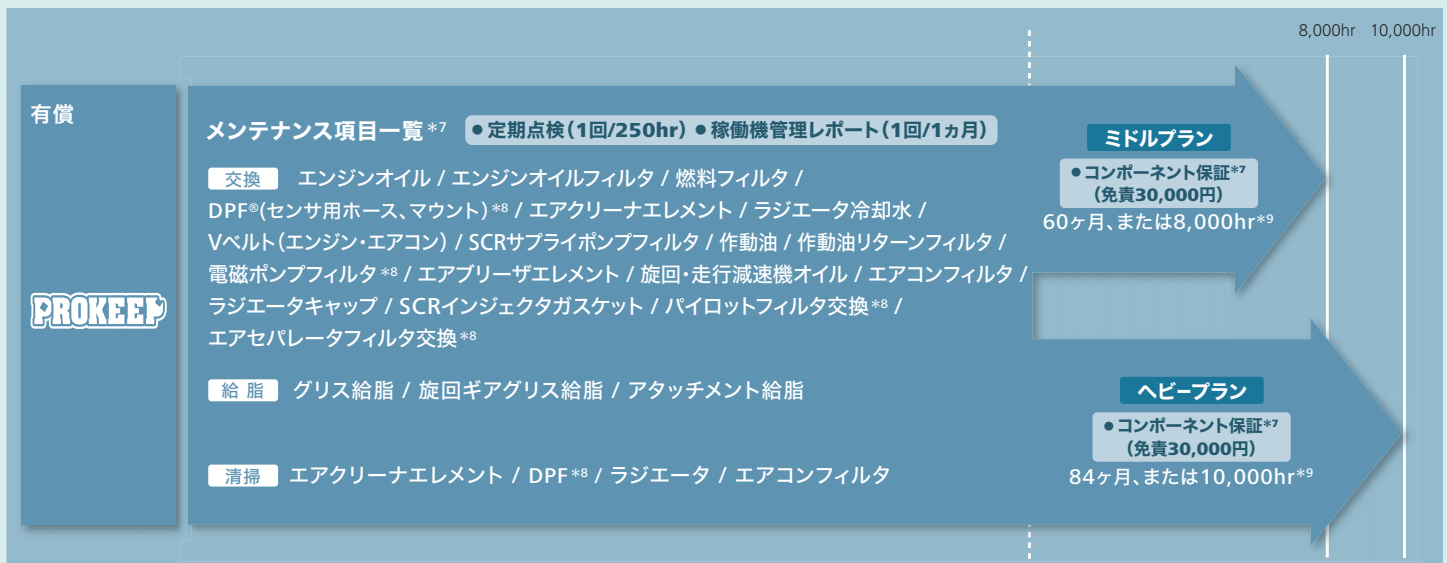 8,000hr 10,000hr
有償
PROKEEP
メンテナンス項目一覧*7 ●定期点検(1回/250hr) ●稼働機管理レポート(1回/1ヵ月)
交換 エンジンオイル / エンジンオイルフィルタ / 燃料フィルタ /
DPF®(センサ用ホース、マウント)*8 / エアクリーナエレメント / ラジエータ冷却水 /
Vベルト(エンジン・エアコン) / SCRサプライポンプフィルタ / 作動油 / 作動油リターンフィルタ /
電磁ポンプフィルタ*8 / エアブリーザエレメント / 旋回・走行減速機オイル / エアコンフィルタ /
ラジエータキャップ / SCRインジェクタガスケット / パイロットフィルタ交換*8 /
エアセパレータフィルタ交換*8
給脂 グリス給脂 / 旋回ギアグリス給脂 / アタッチメント給脂
清掃 エアクリーナエレメント / DPF*8 / ラジエータ / エアコンフィルタ
ミドルプラン
●コンポーネント保証*7
(免責30,000円)
60ヶ月、または8,000hr*9
ヘビープラン
●コンポーネント保証*7
(免責30,000円)
84ヶ月、または10,000hr*9